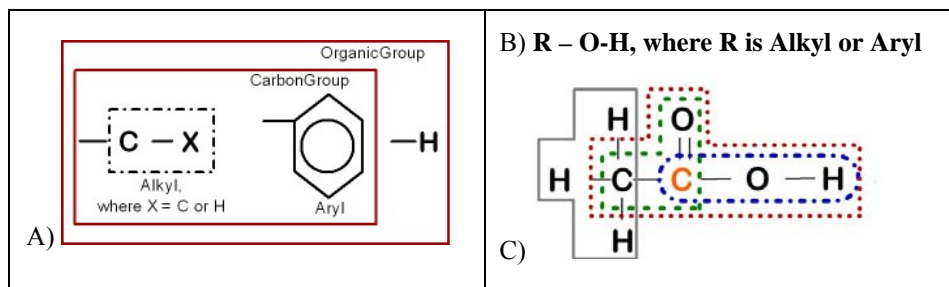 OrganicGroup
CarbonGroup
— C — X
—H
Alkyl,
where X = C or H
Aryl
A)
B) R – O-H, where R is Alkyl or Aryl
H O
H C C O H
H
C)